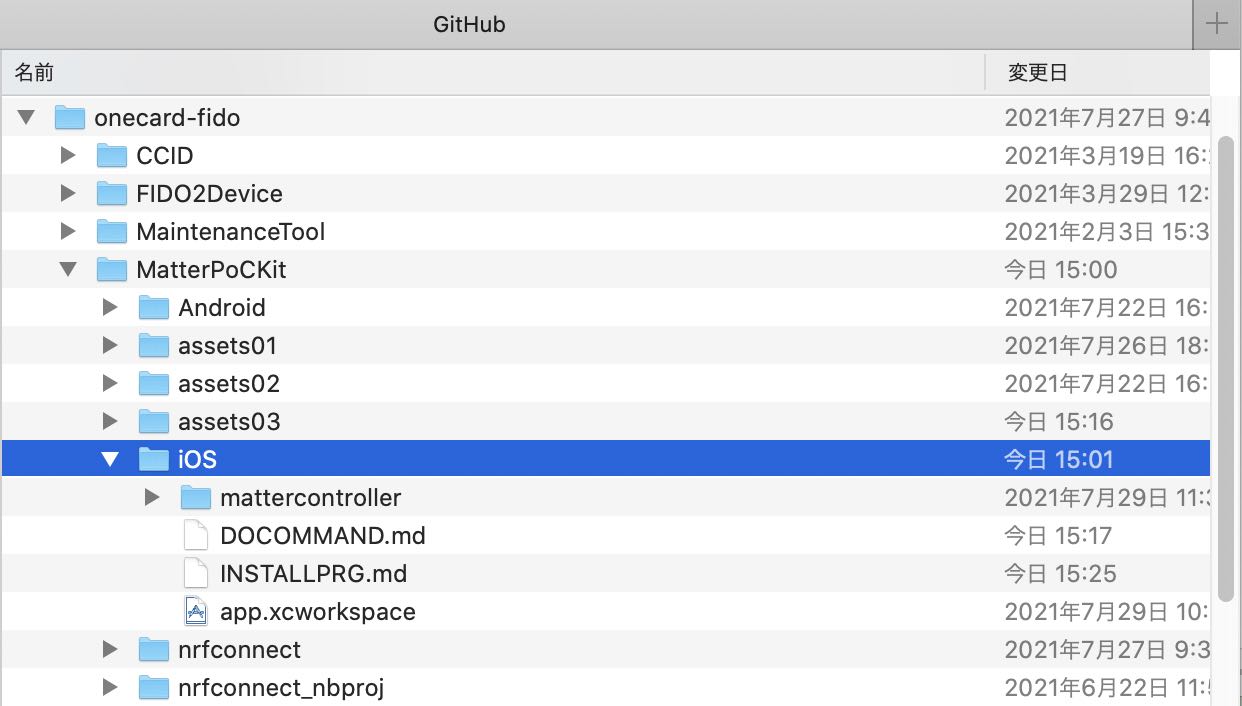 GitHub
名前 変更日
onecard-fido 2021年7月27日 9:4
CCID 2021年3月19日 16:
FIDO2Device 2021年3月29日 12:
MaintenanceTool 2021年2月3日 15:3
MatterPoCKit 今日 15:00
Android 2021年7月22日 16:
assets01 2021年7月26日 18:
assets02 2021年7月22日 16:
assets03 今日 15:16
iOS 今日 15:01
mattercontroller 2021年7月29日 11:3
DOCOMMAND.md 今日 15:17
INSTALLPRG.md 今日 15:25
app.xcworkspace 2021年7月29日 10:
nrfconnect 2021年7月27日 9:3
nrfconnect_nbproj 2021年6月22日 11:5